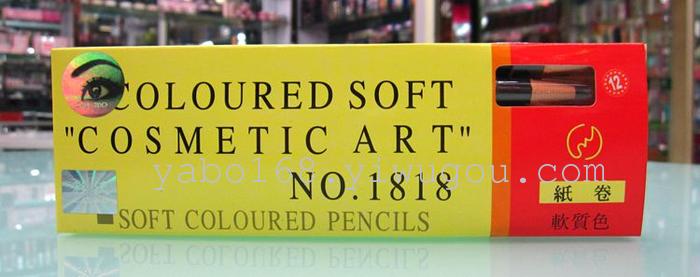 COLOURED SOFT
"COSMETIC ART"
NO.1818
SOFT COLOURED PENCILS
12
紙卷
軟質色
yabo168.yiwugou.com